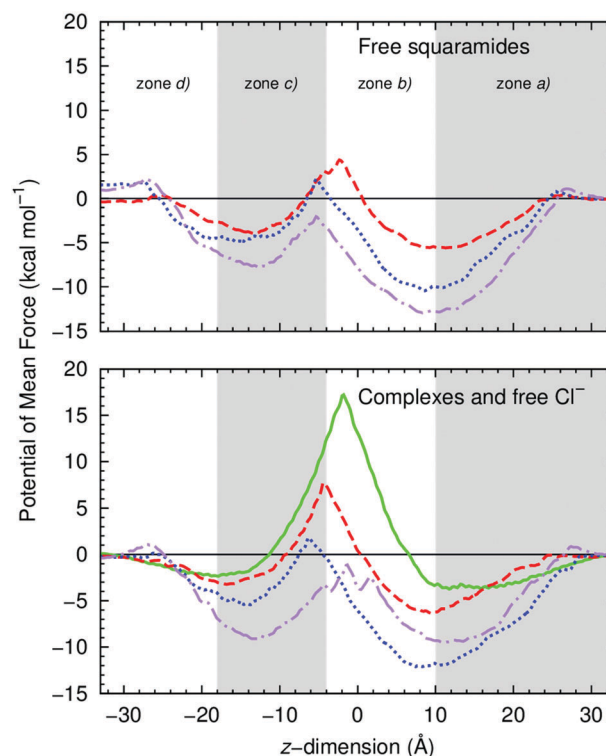 20
Free squaramides
15
zone d) zone c) zone b) zone a)
10
5
0
−5
−10
−15
Potential of Mean Force (kcal mol⁻¹)
20
Complexes and free Cl⁻
15
10
5
0
−5
−10
−15
−30 −20 −10 0 10 20 30
z−dimension (Å)